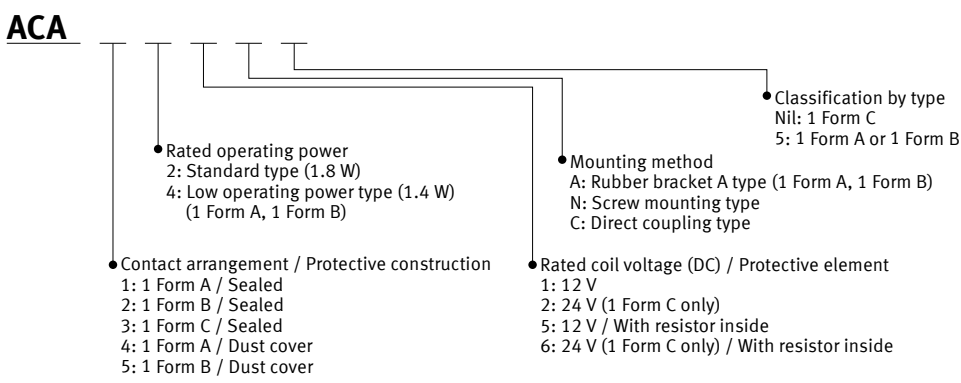 ACA
Classification by type
Nil: 1 Form C
5: 1 Form A or 1 Form B
Rated operating power
2: Standard type (1.8 W)
4: Low operating power type (1.4 W)
(1 Form A, 1 Form B)
Mounting method
A: Rubber bracket A type (1 Form A, 1 Form B)
N: Screw mounting type
C: Direct coupling type
Contact arrangement / Protective construction
1: 1 Form A / Sealed
2: 1 Form B / Sealed
3: 1 Form C / Sealed
4: 1 Form A / Dust cover
5: 1 Form B / Dust cover
Rated coil voltage (DC) / Protective element
1: 12 V
2: 24 V (1 Form C only)
5: 12 V / With resistor inside
6: 24 V (1 Form C only) / With resistor inside